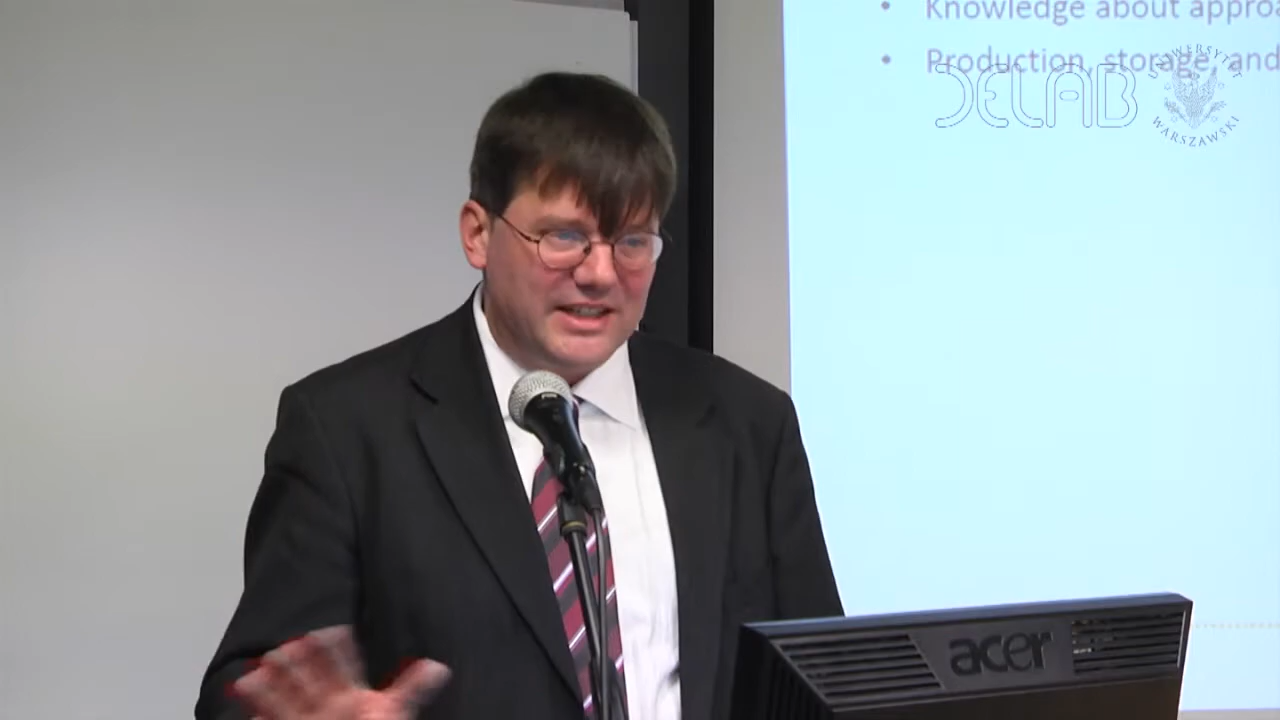 • Knowledge about appro
• Production, storage, and
DELAB
UNIWERSYTET WARSZAWSKI
acer